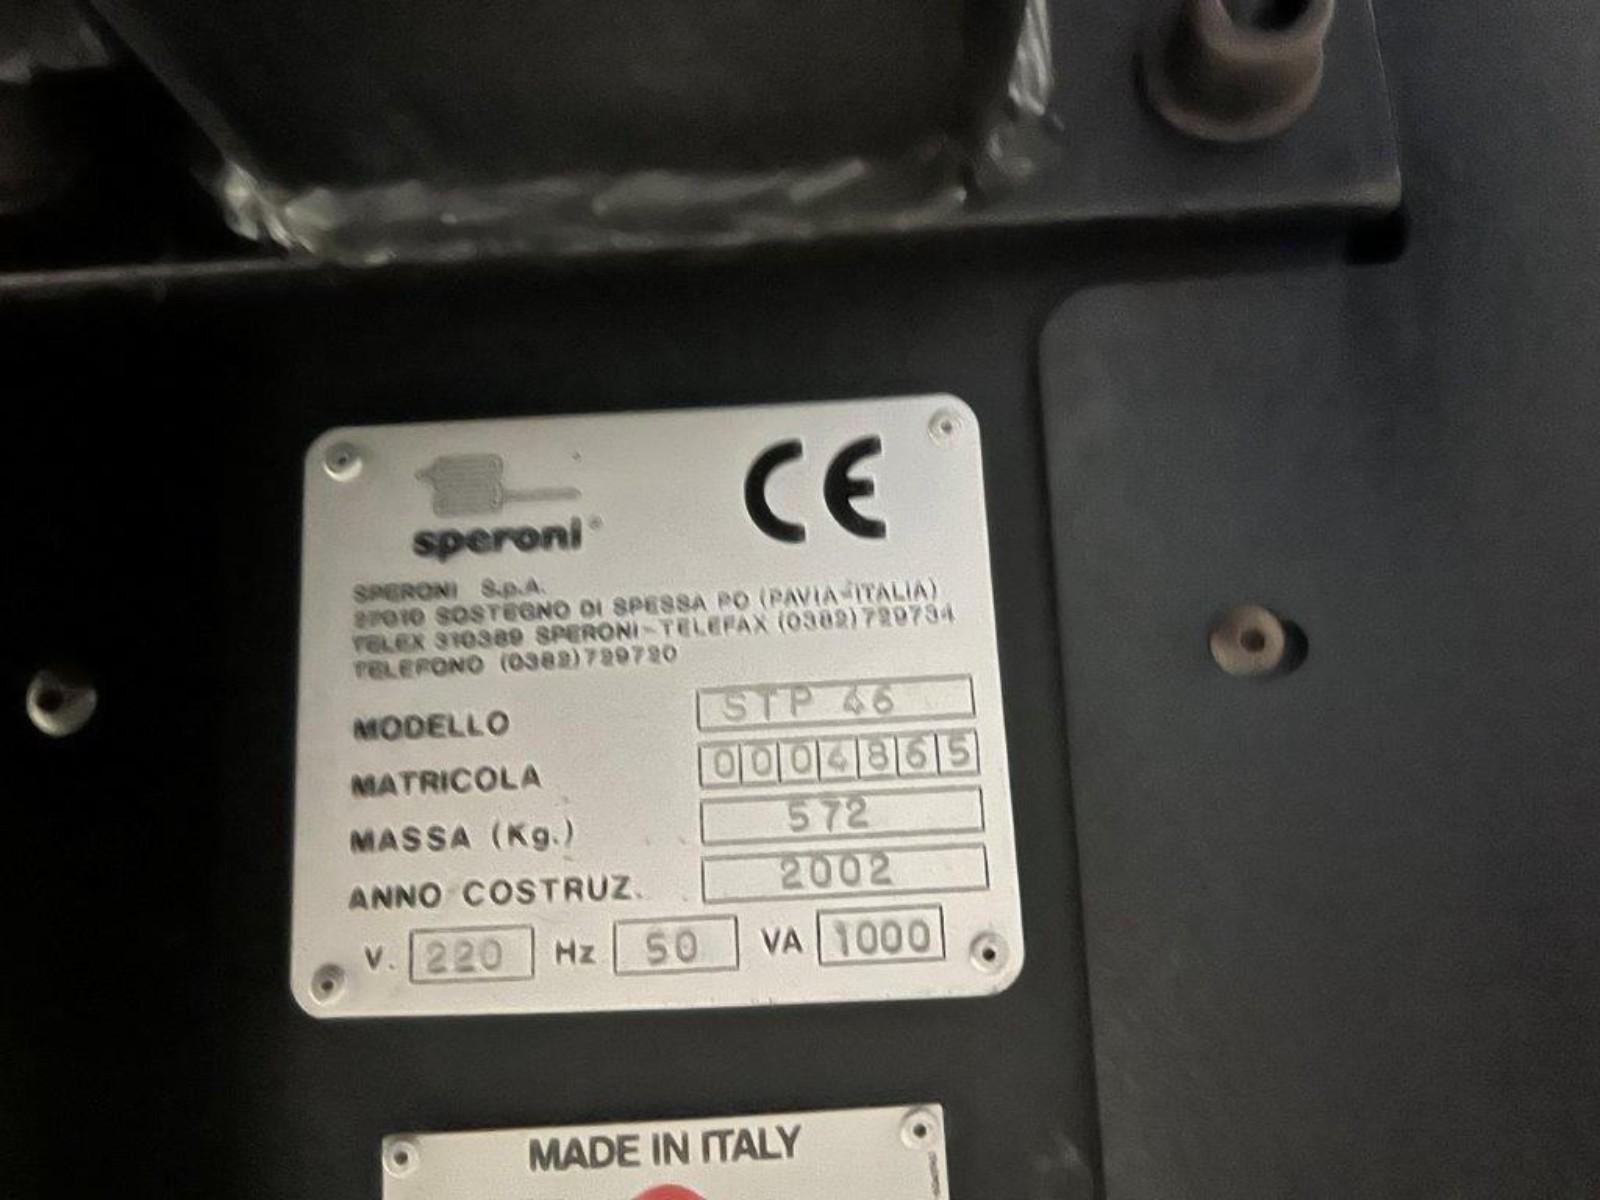 speroni®
CE
SPERONI S.p.A.
27010 SOSTEGNO DI SPESSA PO (PAVIA-ITALIA)
TELEX 310389 SPERONI-TELEFAX (0382)729734
TELEFONO (0382)729720
MODELLO STP 46
MATRICOLA 0004865
MASSA (Kg.) 572
ANNO COSTRUZ. 2002
V. 220 Hz 50 VA 1000
MADE IN ITALY